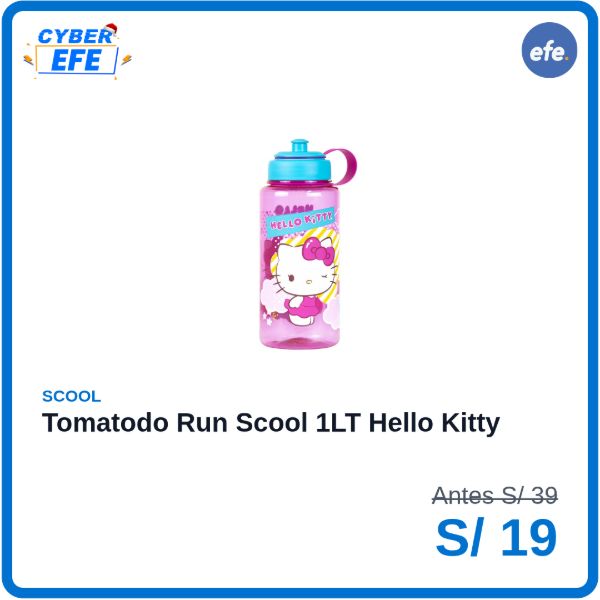 CYBER
EFE
efe.
HELLO KITTY
SCOOL
Tomatodo Run Scool 1LT Hello Kitty
Antes S/ 39
S/ 19